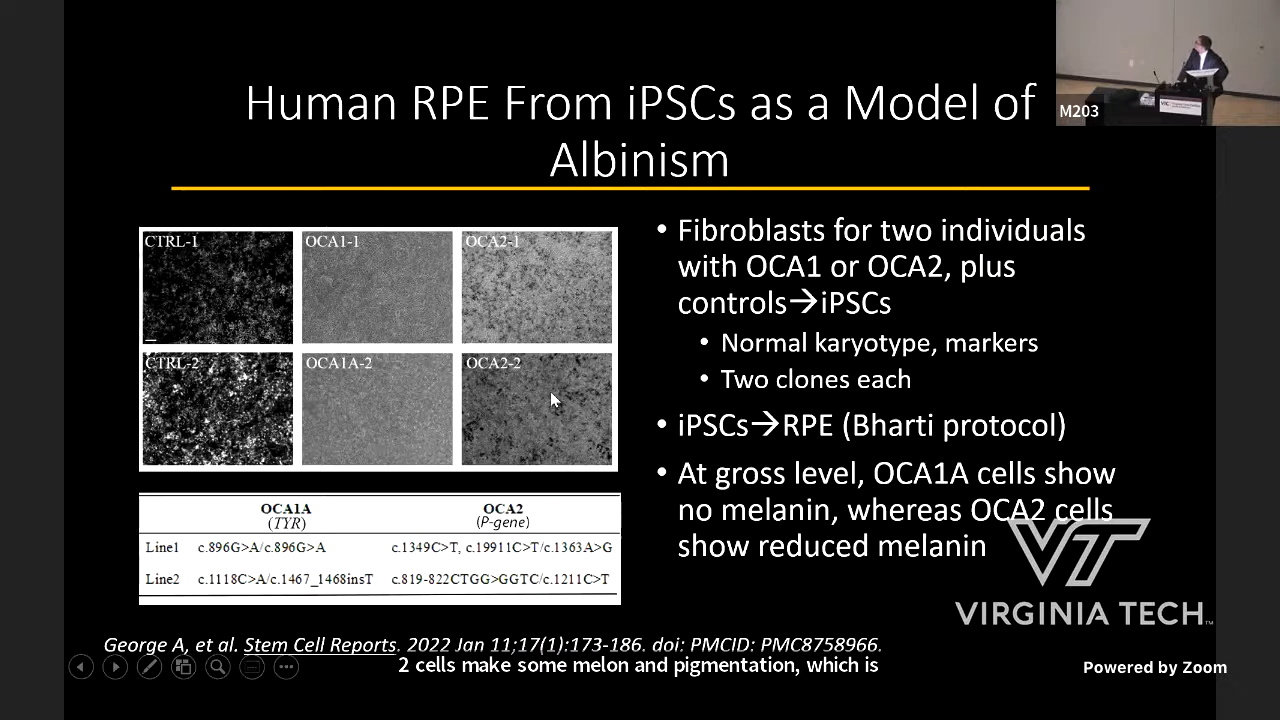 Human RPE From iPSCs as a Model of
Albinism
M203
CTRL-1
OCA1-1
OCA2-1
CTRL-2
OCA1A-2
OCA2-2
• Fibroblasts for two individuals
with OCA1 or OCA2, plus
controls→iPSCs
• Normal karyotype, markers
• Two clones each
• iPSCs→RPE (Bharti protocol)
• At gross level, OCA1A cells show
no melanin, whereas OCA2 cells
show reduced melanin
OCA1A OCA2
(TYR) (P-gene)
Line1 c.896G>A/c.896G>A c.1349C>T, c.19911C>T/c.1363A>G
Line2 c.1118C>A/c.1467_1468insT c.819-822CTGG>GGTC/c.1211C>T
VIRGINIA TECH™
George A, et al. Stem Cell Reports. 2022 Jan 11;17(1):173-186. doi: PMCID: PMC8758966.
2 cells make some melon and pigmentation, which is
Powered by Zoom